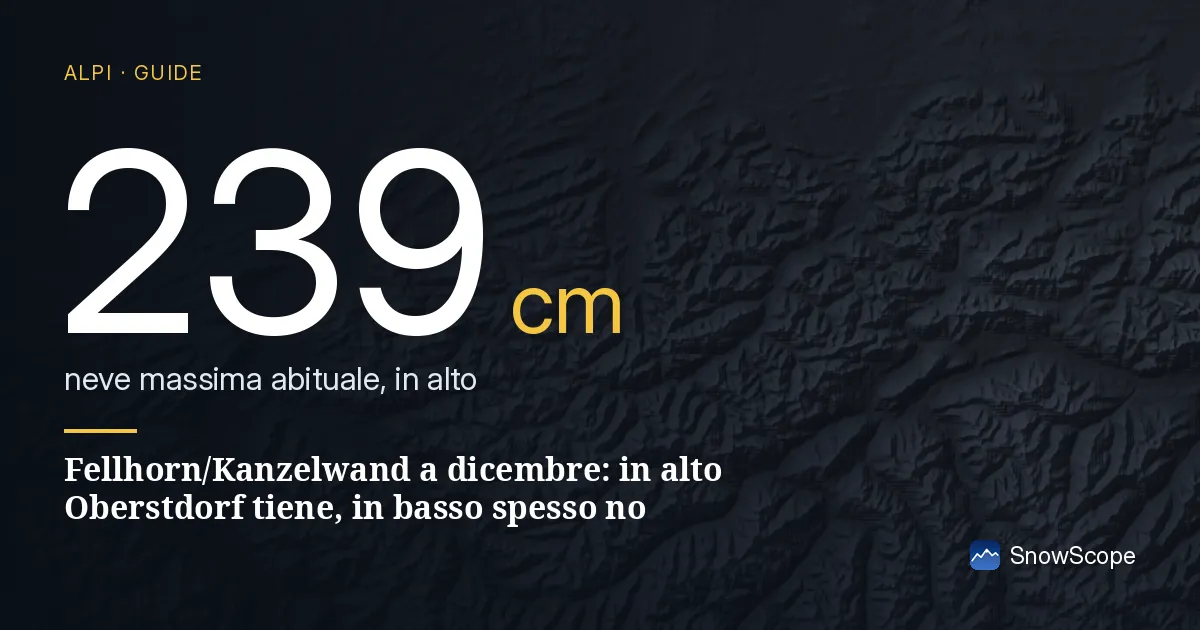 ALPI · GUIDE
239 cm
neve massima abituale, in alto
Fellhorn/Kanzelwand a dicembre: in alto
Oberstdorf tiene, in basso spesso no
SnowScope